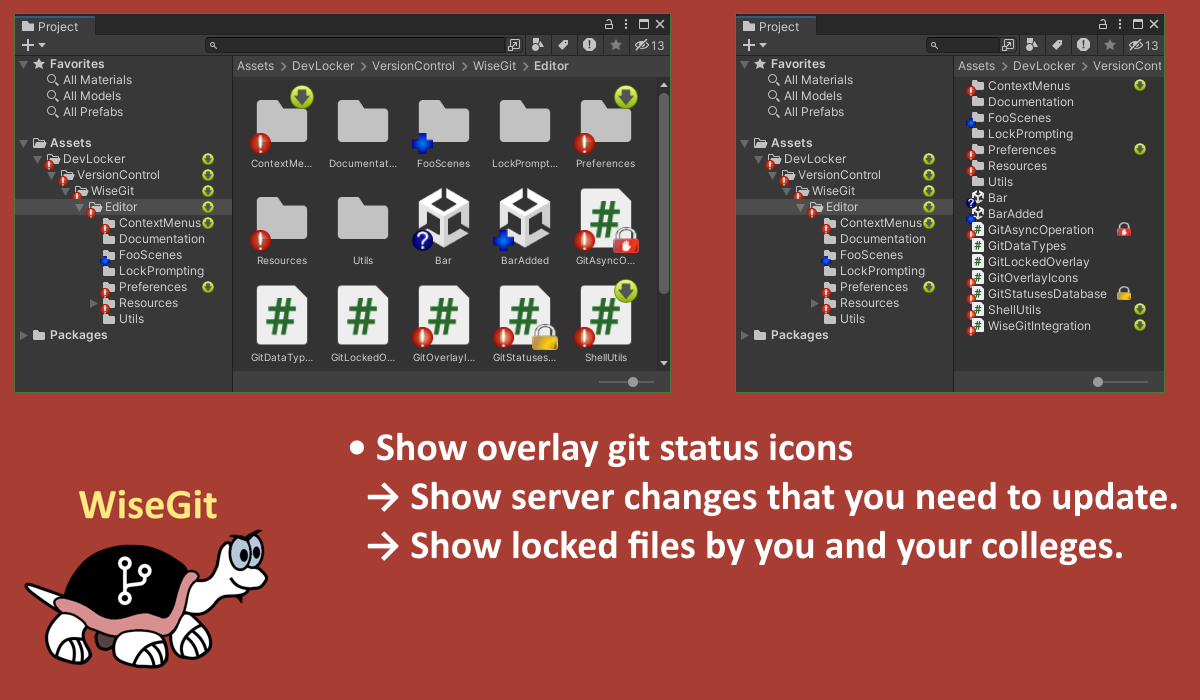 Project
13
Favorites
All Materials
All Models
All Prefabs
Assets
DevLocker
VersionControl
WiseGit
Editor
ContextMenus
Documentation
FooScenes
LockPrompting
Preferences
Resources
Utils
Packages
Assets > DevLocker > VersionControl > WiseGit > Editor
ContextMe...
Documentat...
FooScenes
LockPrompt...
Preferences
Resources
Utils
Bar
BarAdded
GitAsyncO...
GitDataTyp...
GitLockedO...
GitOverlayI...
GitStatuses...
ShellUtils
Project
13
Favorites
All Materials
All Models
All Prefabs
Assets
DevLocker
VersionControl
WiseGit
Editor
ContextMenus
Documentation
FooScenes
LockPrompting
Preferences
Resources
Utils
Packages
Assets > DevLocker > VersionCont
ContextMenus
Documentation
FooScenes
LockPrompting
Preferences
Resources
Utils
Bar
BarAdded
GitAsyncOperation
GitDataTypes
GitLockedOverlay
GitOverlayIcons
GitStatusesDatabase
ShellUtils
WiseGitIntegration
• Show overlay git status icons
→ Show server changes that you need to update.
→ Show locked files by you and your colleges.
WiseGit